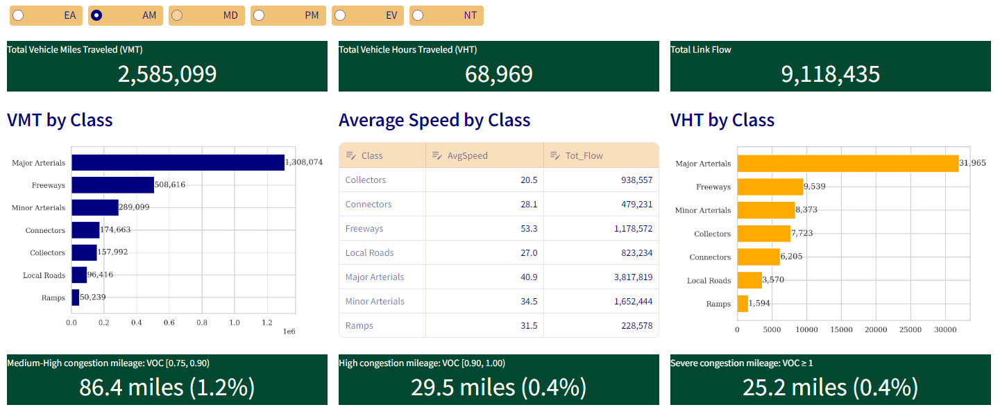 EA AM MD PM EV NT
Total Vehicle Miles Traveled (VMT)
2,585,099
Total Vehicle Hours Traveled (VHT)
68,969
Total Link Flow
9,118,435
VMT by Class
Major Arterials 1,308,074
Freeways 508,616
Minor Arterials 289,099
Connectors 174,663
Collectors 157,992
Local Roads 96,416
Ramps 50,239
0.0 0.2 0.4 0.6 0.8 1.0 1.2
1e6
Average Speed by Class
Class AvgSpeed Tot_Flow
Collectors 20.5 938,557
Connectors 28.1 479,231
Freeways 53.3 1,178,572
Local Roads 27.0 823,234
Major Arterials 40.9 3,817,819
Minor Arterials 34.5 1,652,444
Ramps 31.5 228,578
VHT by Class
Major Arterials 31,965
Freeways 9,539
Minor Arterials 8,373
Collectors 7,723
Connectors 6,205
Local Roads 3,570
Ramps 1,594
0 5000 10000 15000 20000 25000 30000
Medium-High congestion mileage: VOC [0.75, 0.90)
86.4 miles (1.2%)
High congestion mileage: VOC [0.90, 1.00)
29.5 miles (0.4%)
Severe congestion mileage: VOC ≥ 1
25.2 miles (0.4%)